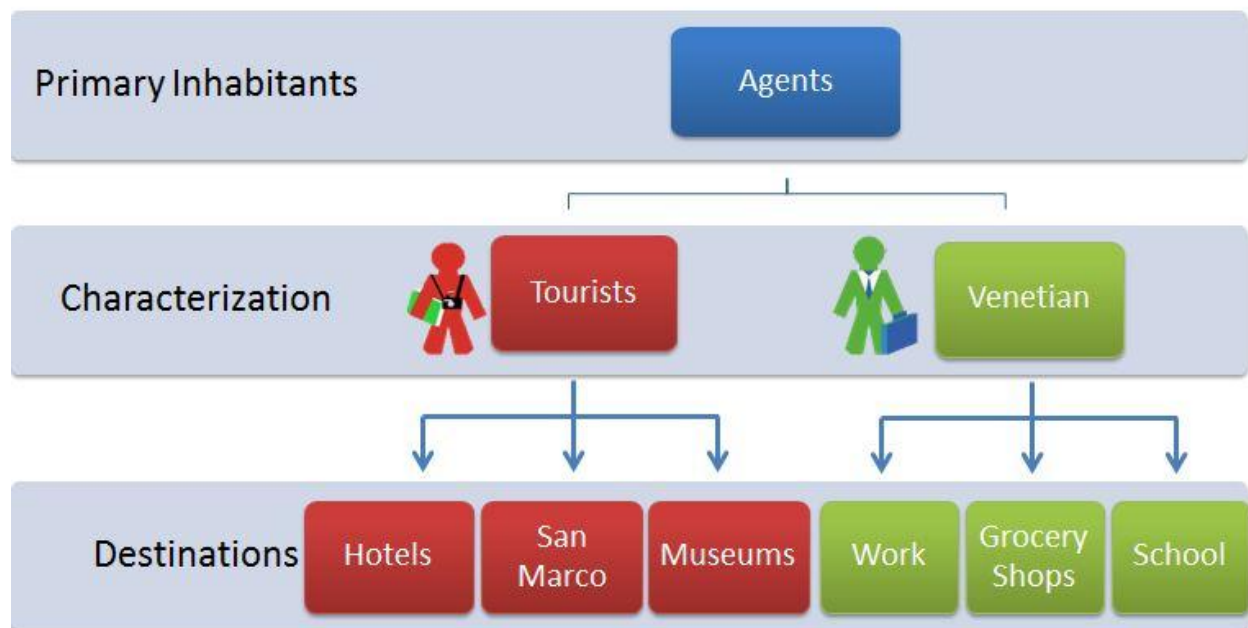 Primary Inhabitants
Agents
Characterization
Tourists
Venetian
Destinations
Hotels
San
Marco
Museums
Work
Grocery
Shops
School